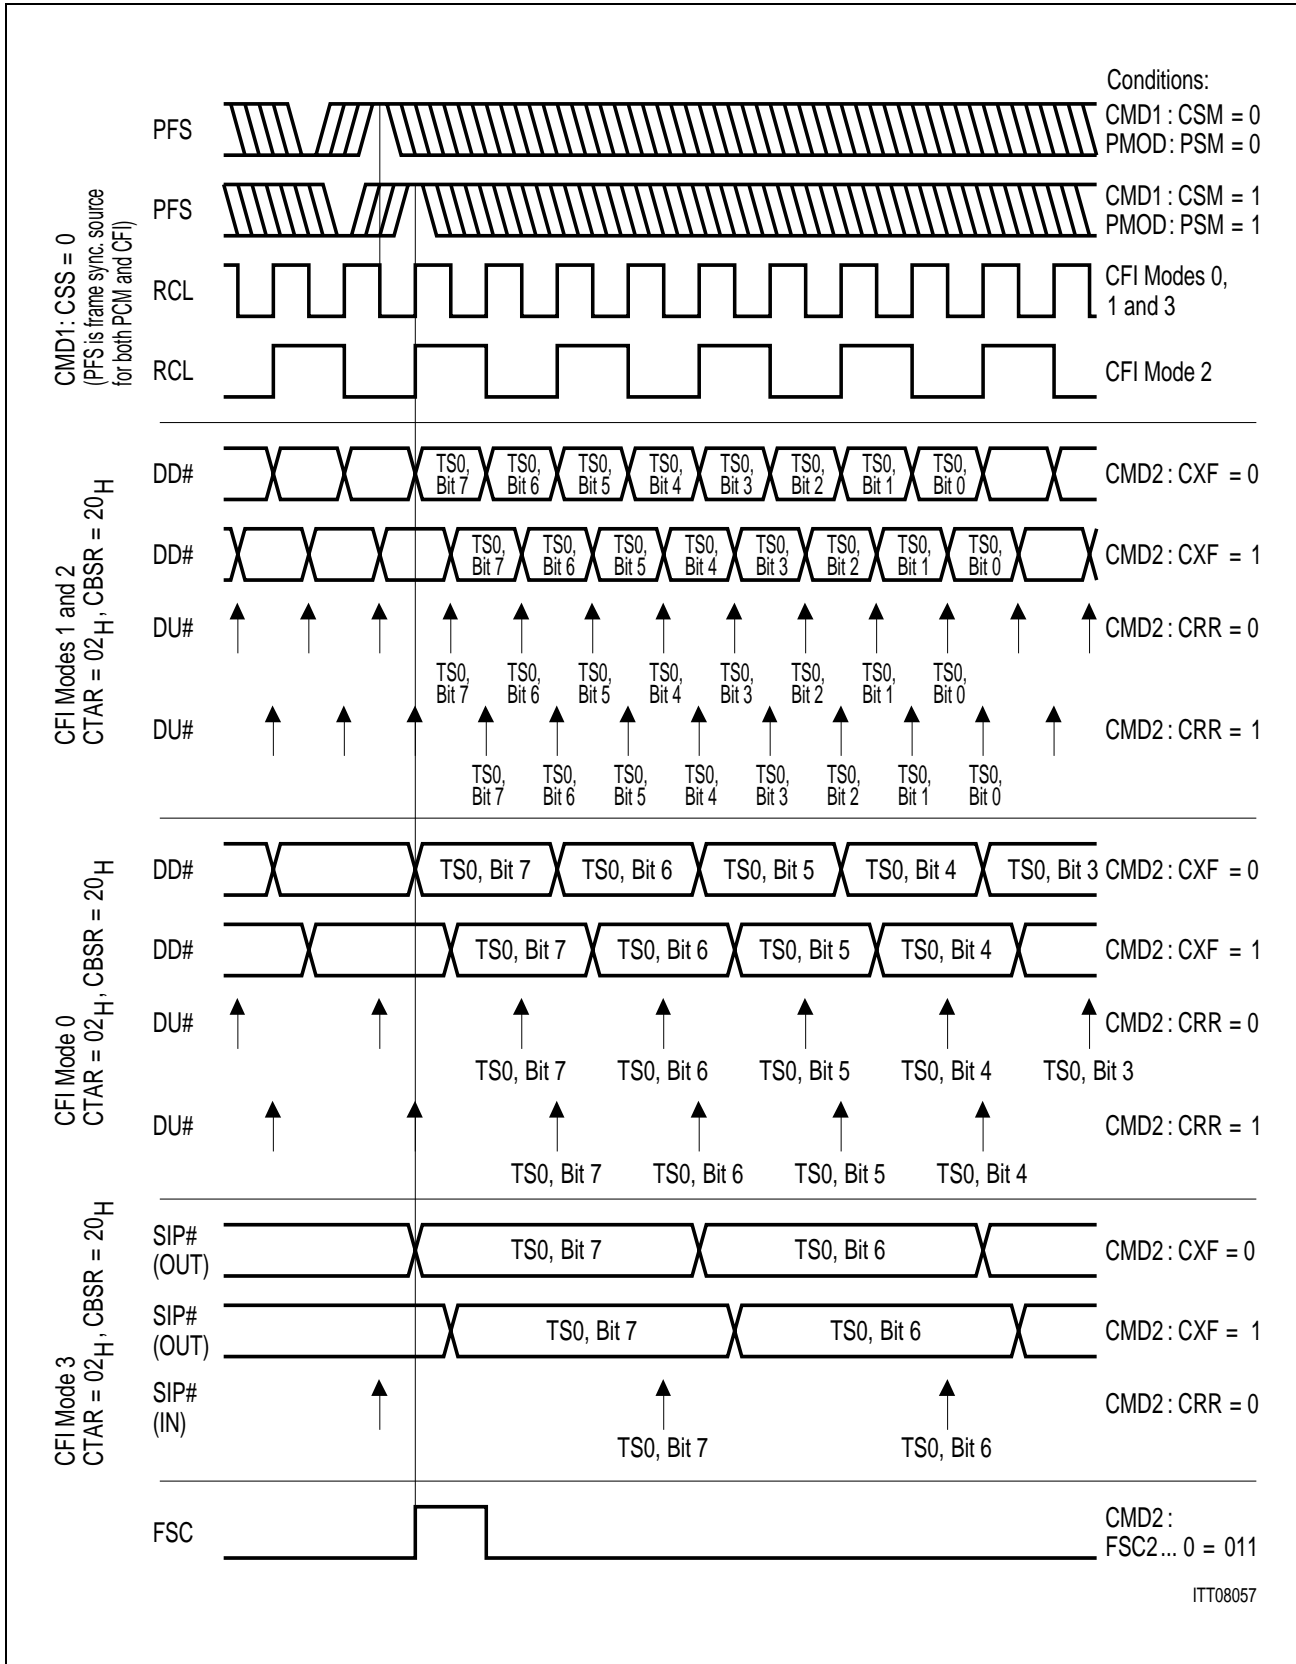 Conditions:
PFS
CMD1 : CSM = 0
PMOD : PSM = 0
PFS
CMD1 : CSM = 1
PMOD : PSM = 1
CMD1: CSS = 0
(PFS is frame sync. source
for both PCM and CFI)
RCL
CFI Modes 0,
1 and 3
RCL
CFI Mode 2
CFI Modes 1 and 2
CTAR = 02H, CBSR = 20H
DD#
TS0, Bit 7 TS0, Bit 6 TS0, Bit 5 TS0, Bit 4 TS0, Bit 3 TS0, Bit 2 TS0, Bit 1 TS0, Bit 0
CMD2 : CXF = 0
DD#
TS0, Bit 7 TS0, Bit 6 TS0, Bit 5 TS0, Bit 4 TS0, Bit 3 TS0, Bit 2 TS0, Bit 1 TS0, Bit 0
CMD2 : CXF = 1
DU#
CMD2 : CRR = 0
TS0, Bit 7 TS0, Bit 6 TS0, Bit 5 TS0, Bit 4 TS0, Bit 3 TS0, Bit 2 TS0, Bit 1 TS0, Bit 0
DU#
CMD2 : CRR = 1
TS0, Bit 7 TS0, Bit 6 TS0, Bit 5 TS0, Bit 4 TS0, Bit 3 TS0, Bit 2 TS0, Bit 1 TS0, Bit 0
CFI Mode 0
CTAR = 02H, CBSR = 20H
DD#
TS0, Bit 7 TS0, Bit 6 TS0, Bit 5 TS0, Bit 4 TS0, Bit 3
CMD2 : CXF = 0
DD#
TS0, Bit 7 TS0, Bit 6 TS0, Bit 5 TS0, Bit 4
CMD2 : CXF = 1
DU#
CMD2 : CRR = 0
TS0, Bit 7 TS0, Bit 6 TS0, Bit 5 TS0, Bit 4 TS0, Bit 3
DU#
CMD2 : CRR = 1
TS0, Bit 7 TS0, Bit 6 TS0, Bit 5 TS0, Bit 4
CFI Mode 3
CTAR = 02H, CBSR = 20H
SIP#
(OUT)
TS0, Bit 7 TS0, Bit 6
CMD2 : CXF = 0
SIP#
(OUT)
TS0, Bit 7 TS0, Bit 6
CMD2 : CXF = 1
SIP#
(IN)
CMD2 : CRR = 0
TS0, Bit 7 TS0, Bit 6
FSC
CMD2 :
FSC2 ... 0 = 011
ITT08057